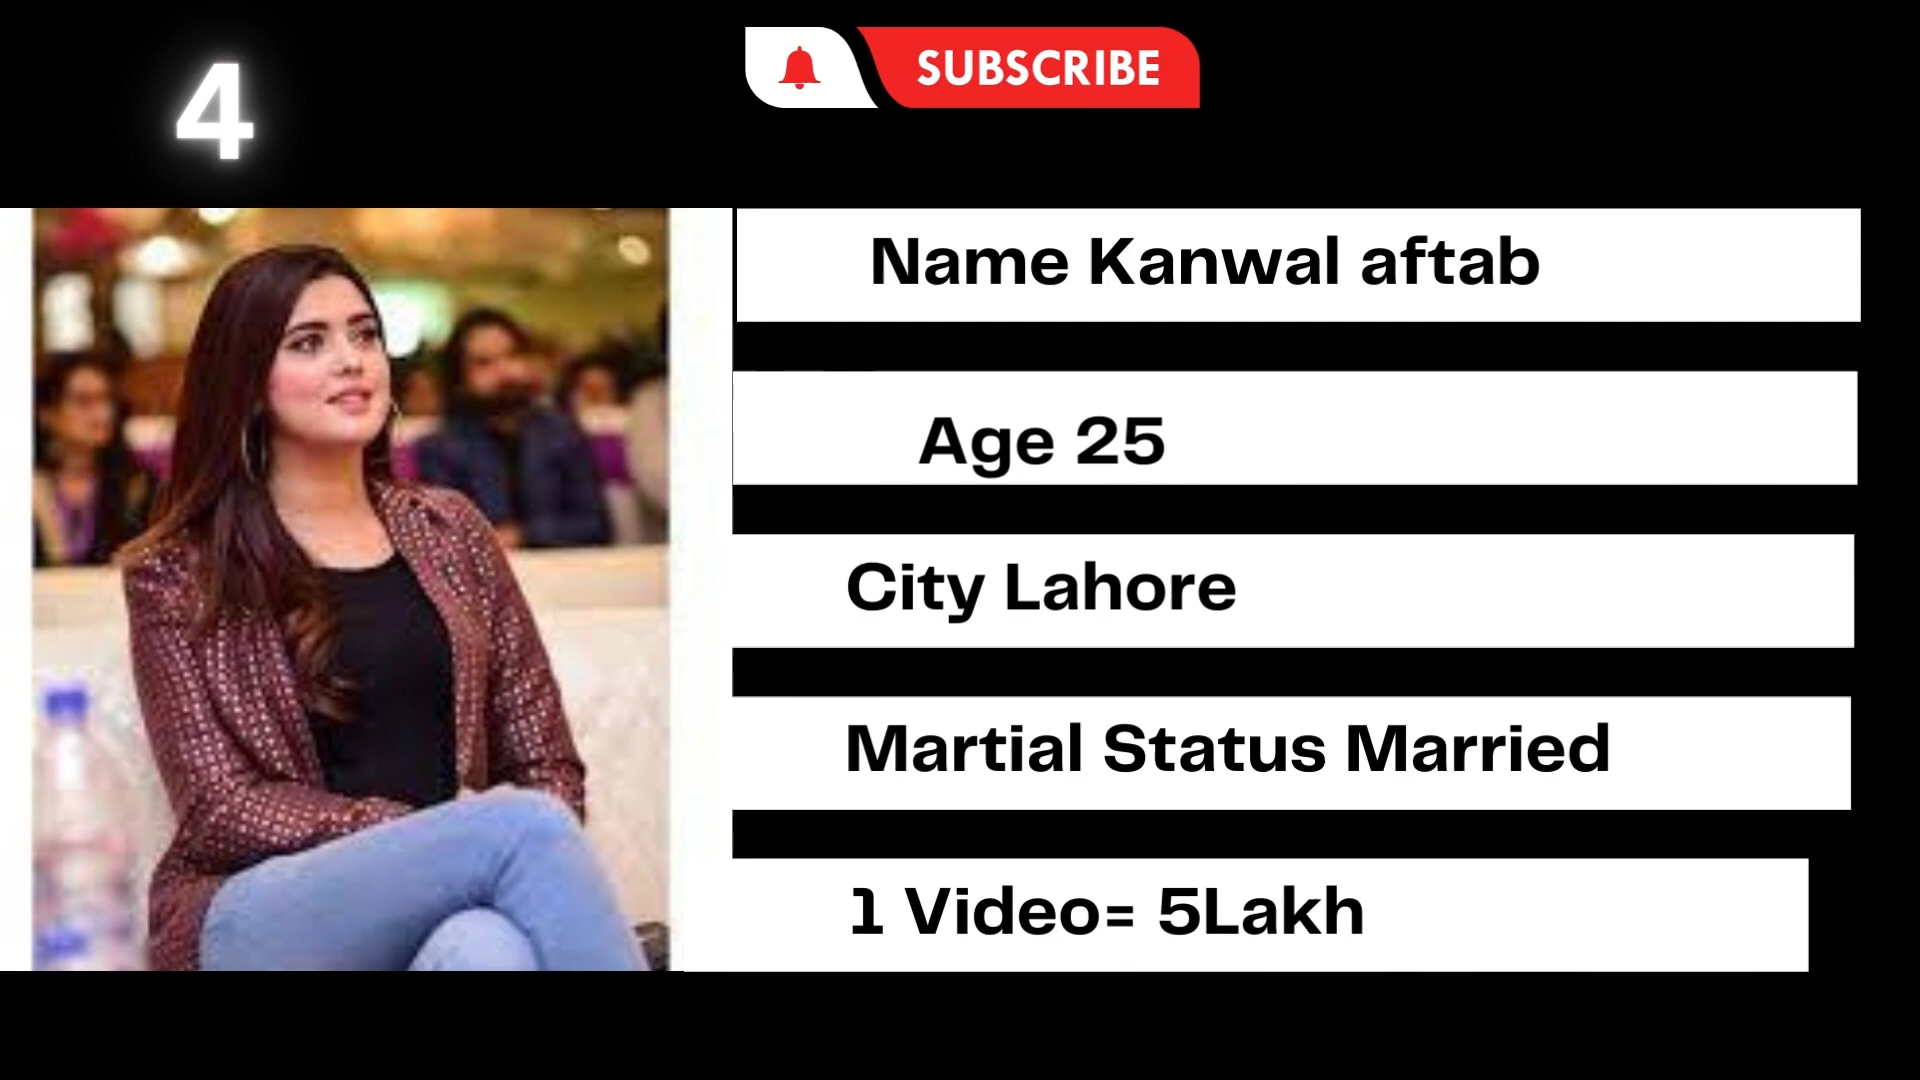 4
SUBSCRIBE
Name Kanwal aftab
Age 25
City Lahore
Martial Status Married
1 Video= 5Lakh